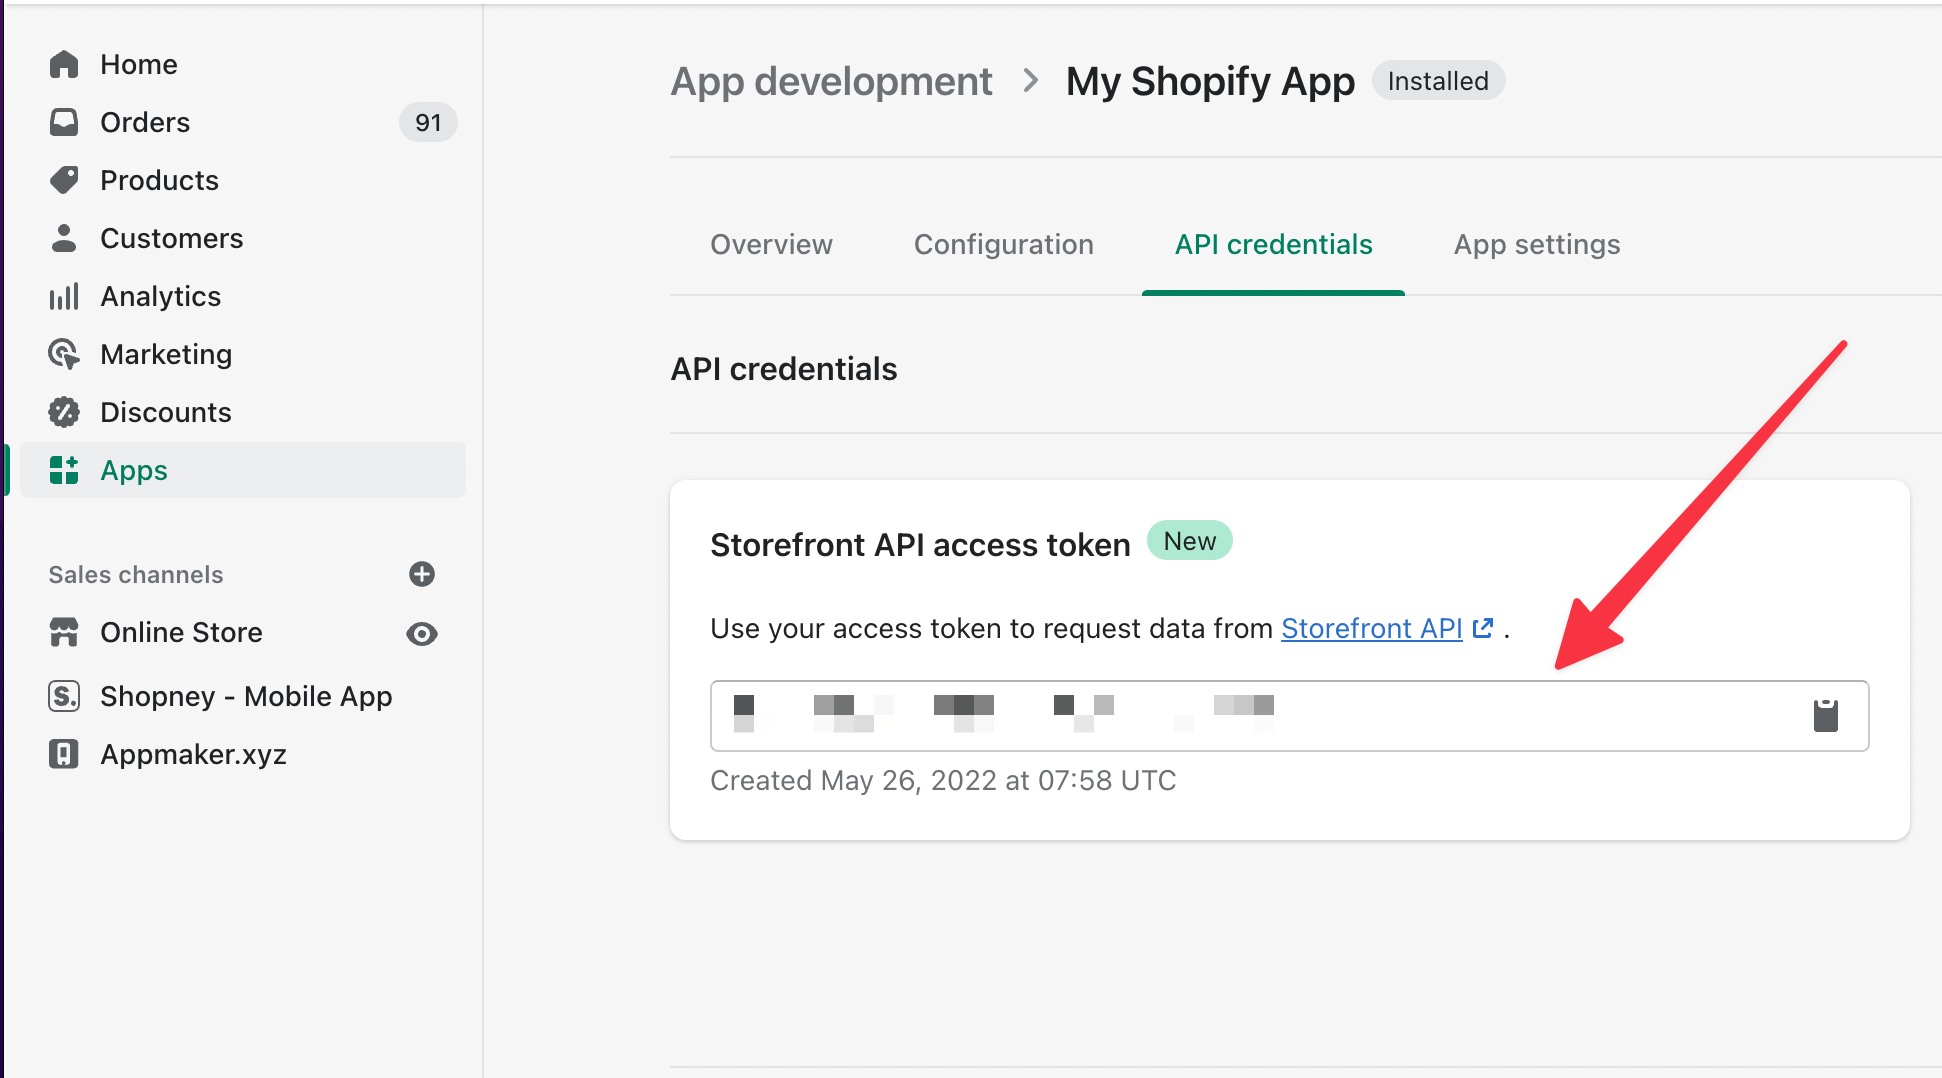 Home
Orders 91
Products
Customers
Analytics
Marketing
Discounts
Apps
Sales channels
Online Store
Shopney - Mobile App
Appmaker.xyz
App development > My Shopify App Installed
Overview Configuration API credentials App settings
API credentials
Storefront API access token New
Use your access token to request data from Storefront API .
Created May 26, 2022 at 07:58 UTC